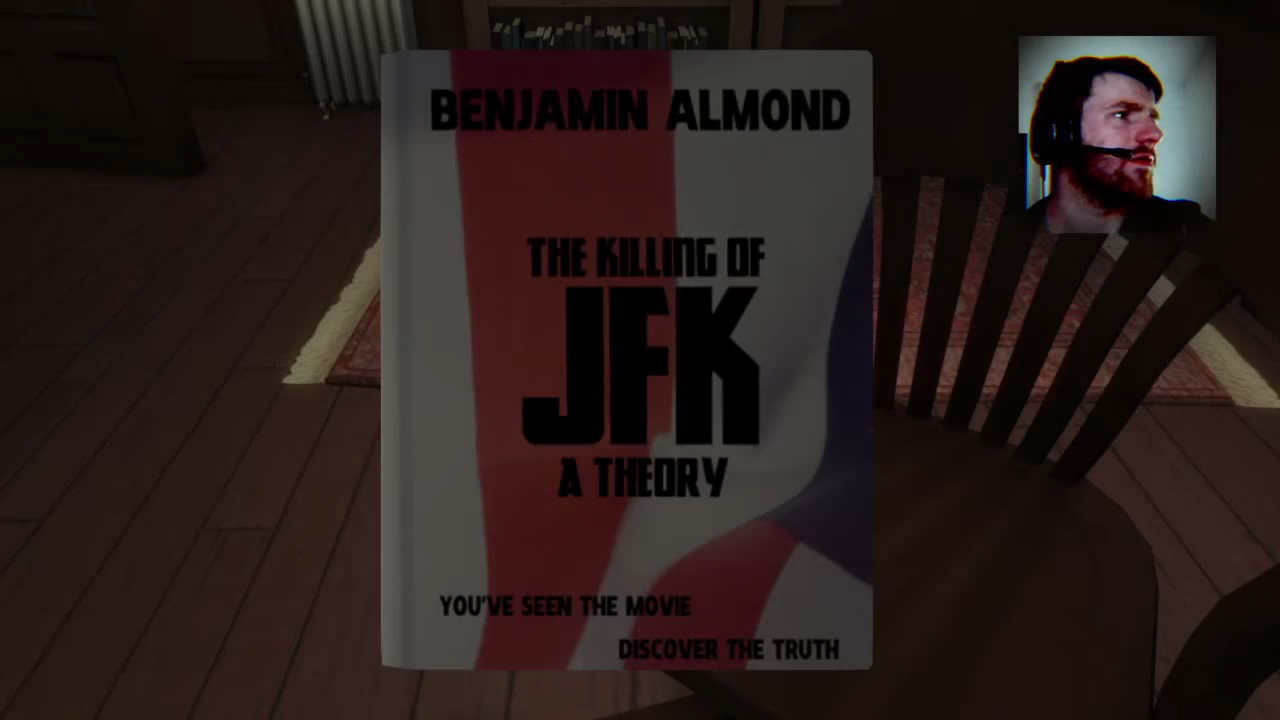 BENJAMIN ALMOND
THE KILLING OF
JFK
A THEORY
YOU'VE SEEN THE MOVIE
DISCOVER THE TRUTH